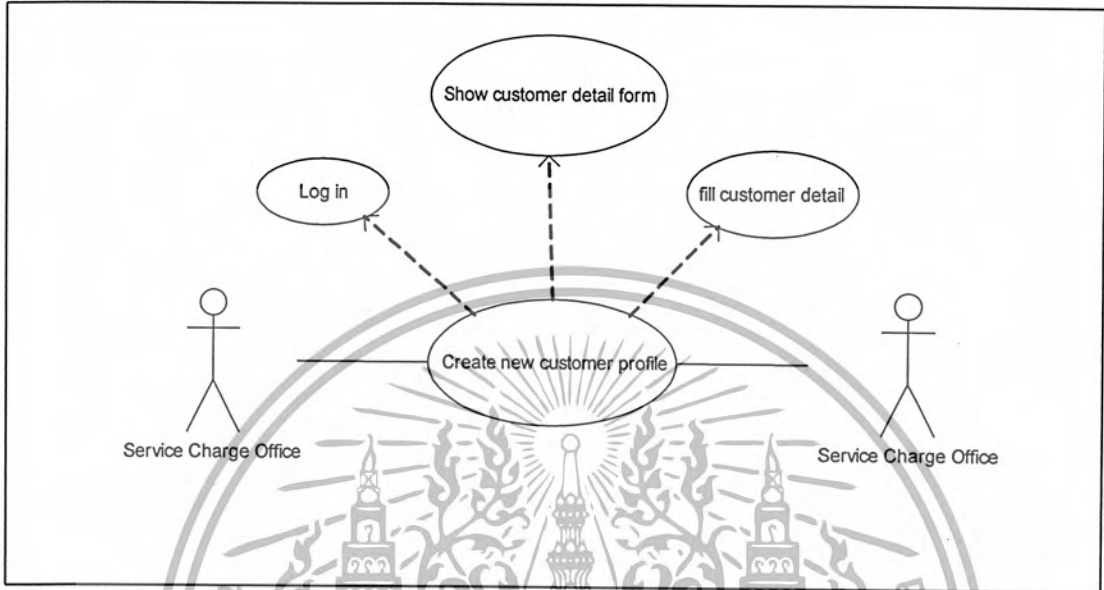 Show customer detail form
Log in
fill customer detail
Create new customer profile
Service Charge Office
Service Charge Office